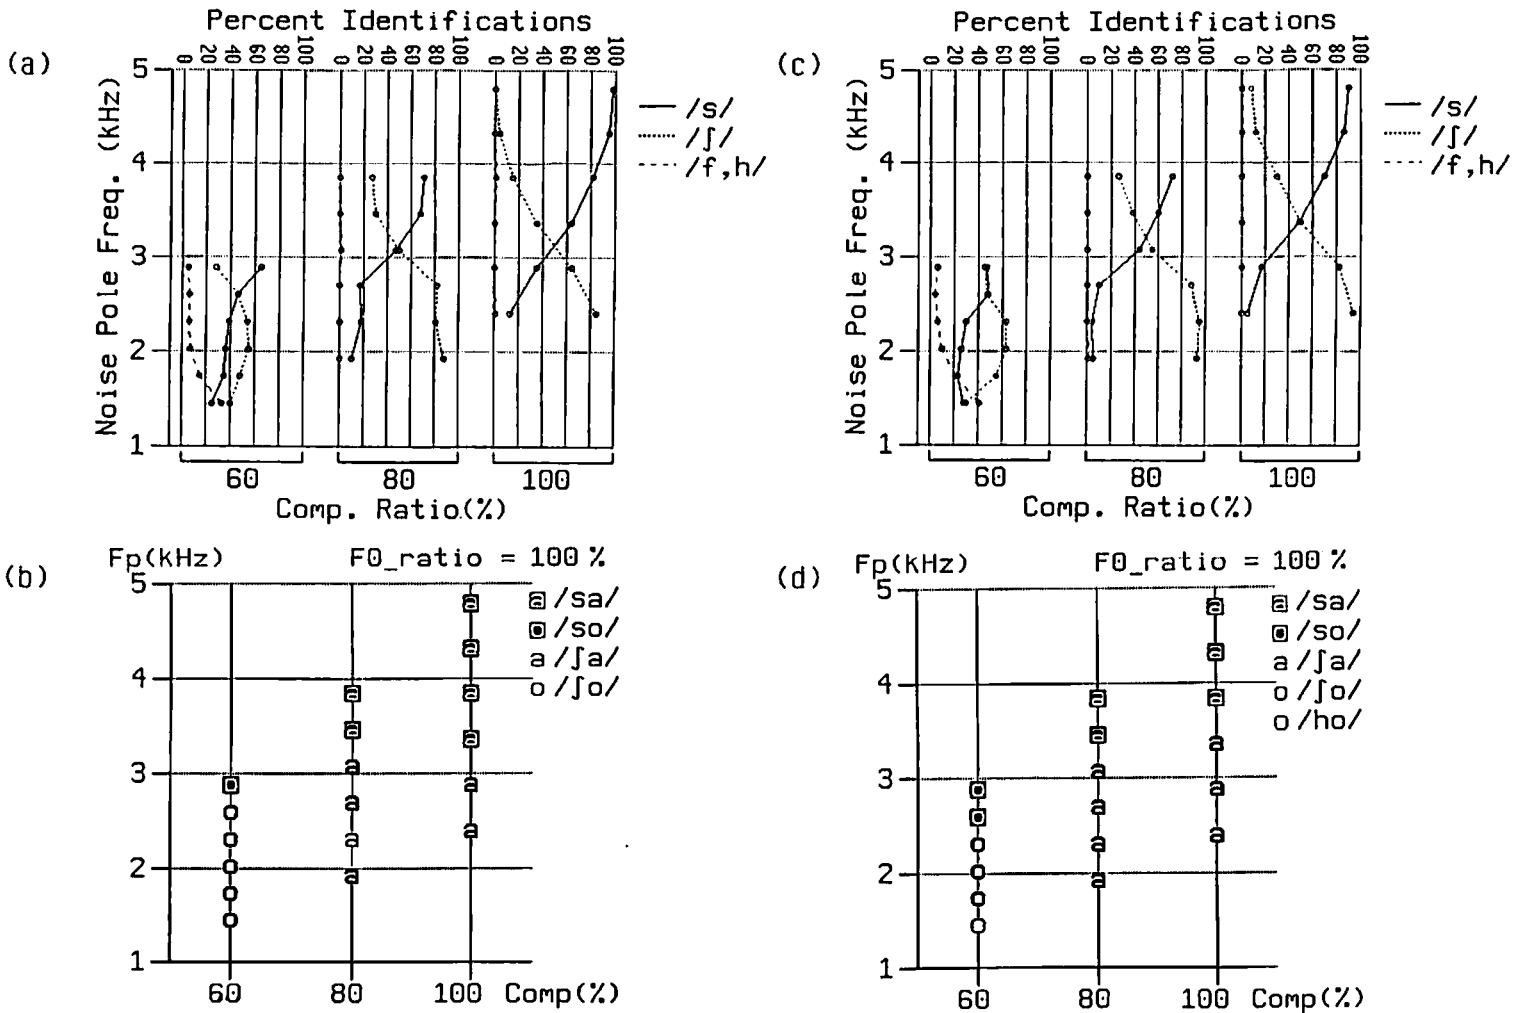 (a)
Percent Identifications
0 20 40 60 100 0 20 40 60 100 0 20 40 60 80 100
Noise Pole Freq. (kHz)
5
4
3
2
1
/s/
/ʃ/
/f,h/
60 80 100
Comp. Ratio(%)
(c)
Percent Identifications
0 20 40 60 100 0 20 40 60 100 0 20 40 60 80 100
Noise Pole Freq. (kHz)
5
4
3
2
1
/s/
/ʃ/
/f,h/
60 80 100
Comp. Ratio(%)
(b)
Fp(kHz) F0_ratio = 100 %
5
4
3
2
1
a /sa/
/so/
a /ʃa/
o /ʃo/
60 80 100 Comp(%)
(d)
Fp(kHz) F0_ratio = 100 %
5
4
3
2
1
a /sa/
/so/
a /ʃa/
o /ʃo/
o /ho/
60 80 100 Comp(%)